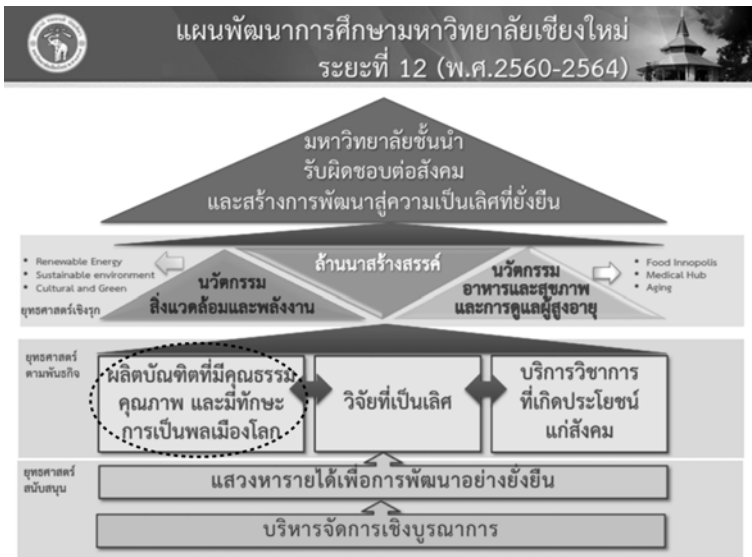 แผนพัฒนาการศึกษามหาวิทยาลัยเชียงใหม่
ระยะที่ 12 (พ.ศ.2560-2564)
มหาวิทยาลัยชั้นนำ
รับผิดชอบต่อสังคม
และสร้างการพัฒนาสู่ความเป็นเลิศที่ยั่งยืน
• Renewable Energy
• Sustainable environment
• Cultural and Green
ยุทธศาสตร์เชิงรุก
นวัตกรรม
สิ่งแวดล้อมและพลังงาน
ล้านนาสร้างสรรค์
นวัตกรรม
อาหารและสุขภาพ
และการดูแลผู้สูงอายุ
• Food Innopolis
• Medical Hub
• Aging
ยุทธศาสตร์
ตามพันธกิจ
ผลิตบัณฑิตที่มีคุณธรรม
คุณภาพ และมีทักษะ
การเป็นพลเมืองโลก
วิจัยที่เป็นเลิศ
บริการวิชาการ
ที่เกิดประโยชน์
แก่สังคม
ยุทธศาสตร์
สนับสนุน
แสวงหารายได้เพื่อการพัฒนาอย่างยั่งยืน
บริหารจัดการเชิงบูรณาการ